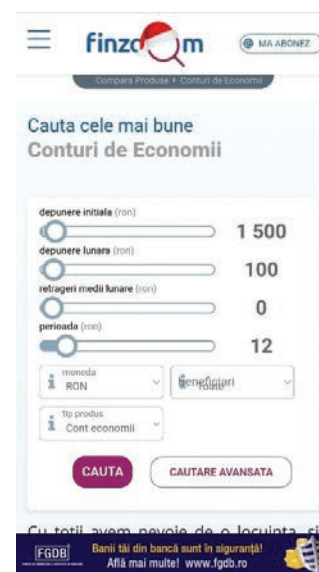 finzoom
@ MA ABONEZ
Compara Produse › Conturi de Economii
Cauta cele mai bune
Conturi de Economii
depunere initiala (ron)
1 500
depunere lunara (ron)
100
retrageri medii lunare (ron)
0
perioada (ron)
12
moneda
RON
Beneficiari
Toate
tip produs
Cont economii
CAUTA
CAUTARE AVANSATA
Cu totii avem nevoie de o locuinta, si
FGDB
Banii tăi din bancă sunt în siguranță!
Află mai multe! www.fgdb.ro